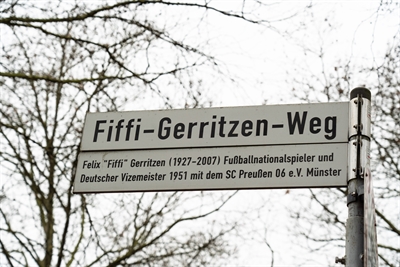 Fiffi-Gerritzen-Weg
Felix "Fiffi" Gerritzen (1927-2007) Fußballnationalspieler und
Deutscher Vizemeister 1951 mit dem SC Preußen 06 e.V. Münster